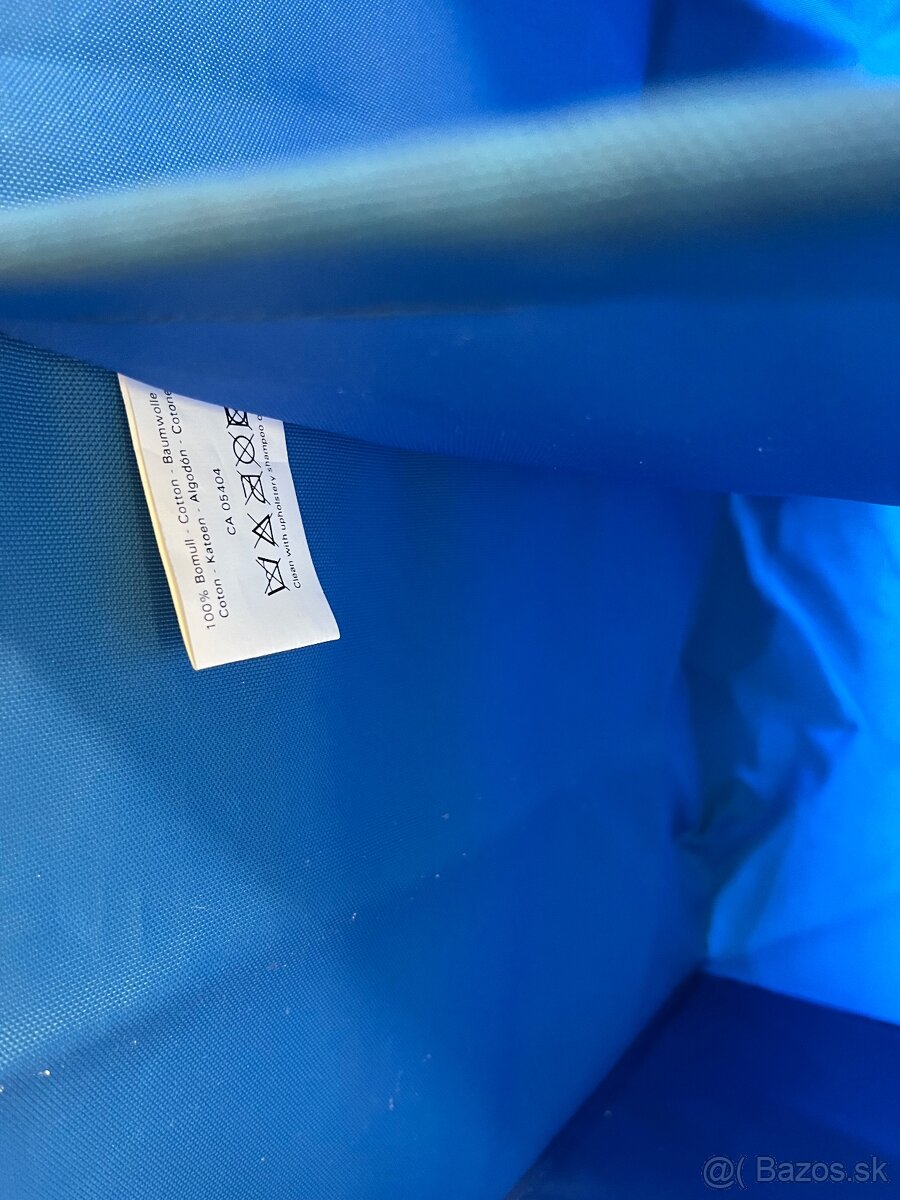 100% Bomull - Cotton - Baumwolle
Coton - Katoen - Algodón - Cotone
CA 05404
Clean with upholstery shampoo
@( Bazos.sk